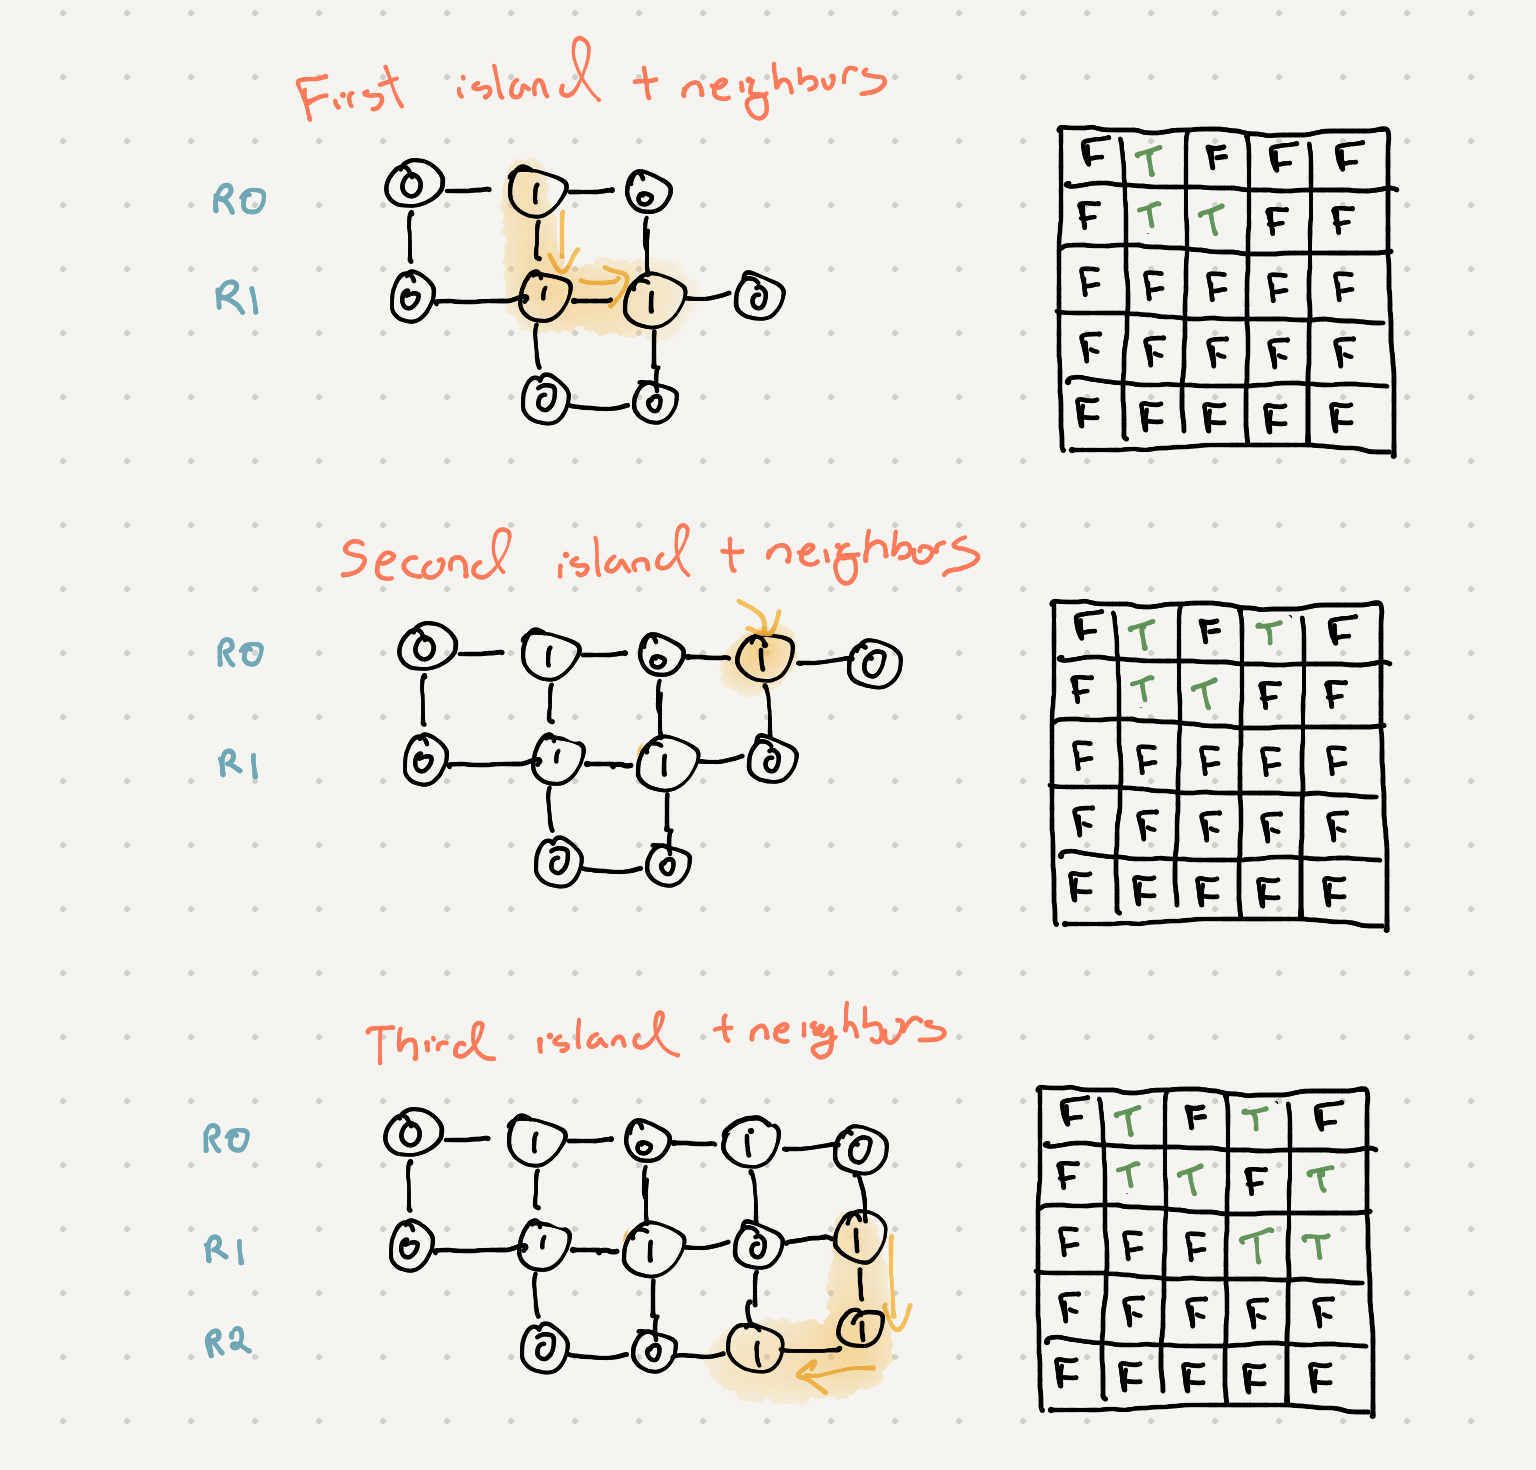 First island + neighbors
R0 0 1 0
R1 0 1 1 0
0 0
F T F F F
F T T F F
F F F F F
F F F F F
F F F F F
Second island + neighbors
R0 0 1 0 1 0
R1 0 1 1 0
0 0
F T F T F
F T T F F
F F F F F
F F F F F
F F F F F
Third island + neighbors
R0 0 1 0 1 0
R1 0 1 1 0 1
R2 0 0 1 1
F T F T F
F T T F T
F F F T T
F F F F F
F F F F F